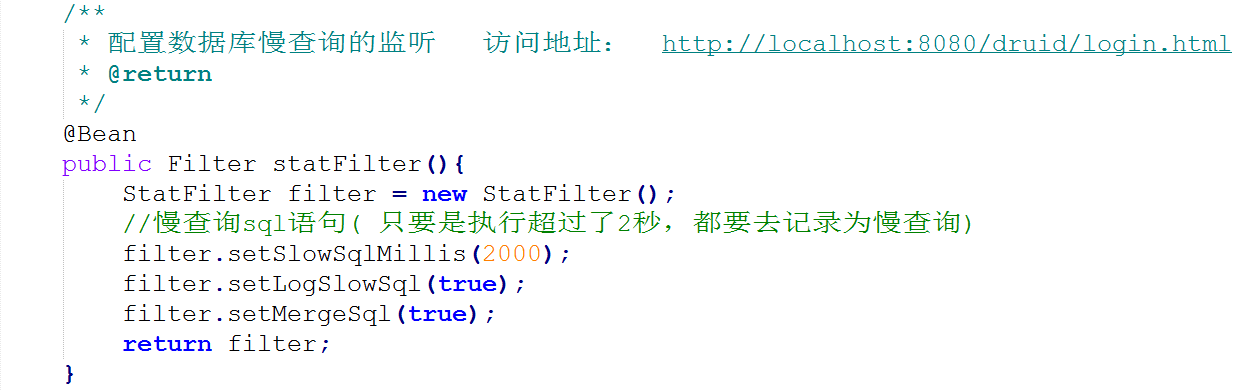 /**
 * 配置数据库慢查询的监听   访问地址：  http://localhost:8080/druid/login.html
 * @return
 */
@Bean
public Filter statFilter(){
    StatFilter filter = new StatFilter();
    //慢查询sql语句( 只要是执行超过了2秒，都要去记录为慢查询)
    filter.setSlowSqlMillis(2000);
    filter.setLogSlowSql(true);
    filter.setMergeSql(true);
    return filter;
}